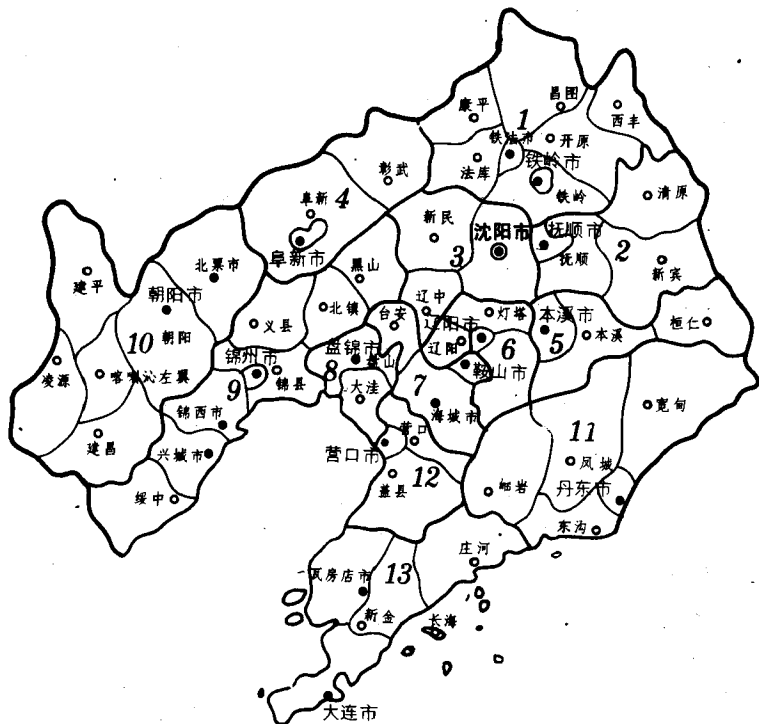 康平
昌图
1
西丰
铁法市
开原
法库
铁岭市
铁岭
彰武
清原
阜新
4
新民
沈阳市
抚顺市
3
抚顺
2
新宾
阜新市
北票市
黑山
建平
朝阳市
北镇
辽中
灯塔
本溪市
桓仁
朝阳
义县
台安
辽阳市
本溪
10
盘锦市
辽阳
6
5
锦州市
盘山
鞍山市
凌源
喀喇沁左翼
9
锦县
8
大洼
7
宽甸
锦西市
海城市
建昌
兴城市
营口
11
营口市
凤城
绥中
盖县
12
岫岩
丹东市
东沟
庄河
瓦房店市
13
新金
长海
大连市